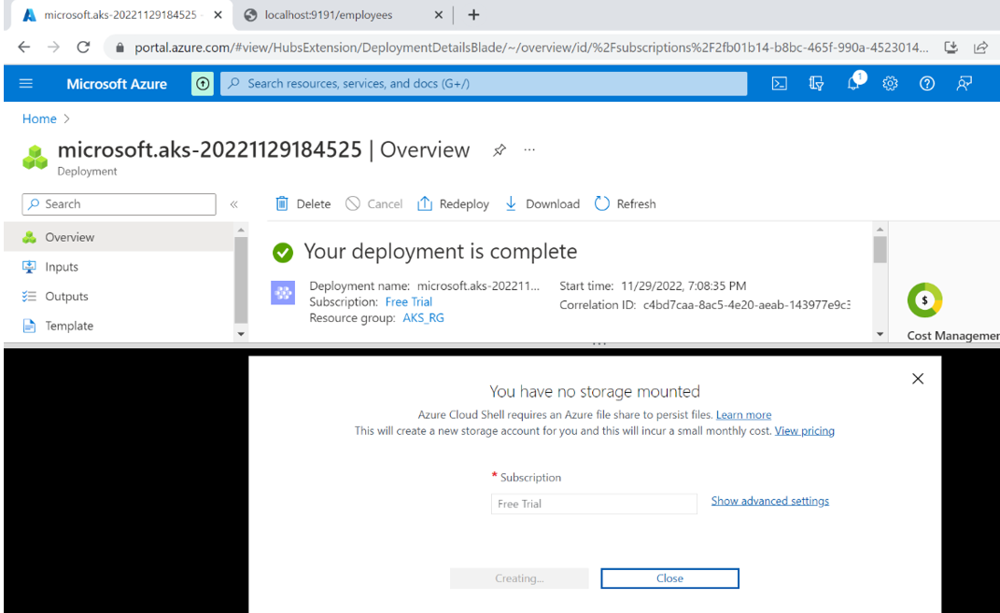 microsoft.aks-20221129184525 -
localhost:9191/employees
portal.azure.com/#view/HubsExtension/DeploymentDetailsBlade/~/overview/id/%2Fsubscriptions%2F2fb01b14-b8bc-465f-990a-4523014...
Microsoft Azure
Search resources, services, and docs (G+/)
1
Home >
microsoft.aks-20221129184525 | Overview
Deployment
Search
Delete Cancel Redeploy Download Refresh
Overview
Inputs
Outputs
Template
Your deployment is complete
Deployment name: microsoft.aks-202211...
Subscription: Free Trial
Resource group: AKS_RG
Start time: 11/29/2022, 7:08:35 PM
Correlation ID: c4bd7caa-8ac5-4e20-aeab-143977e9c3
$
Cost Managemen
You have no storage mounted
Azure Cloud Shell requires an Azure file share to persist files. Learn more
This will create a new storage account for you and this will incur a small monthly cost. View pricing
* Subscription
Free Trial
Show advanced settings
Creating...
Close